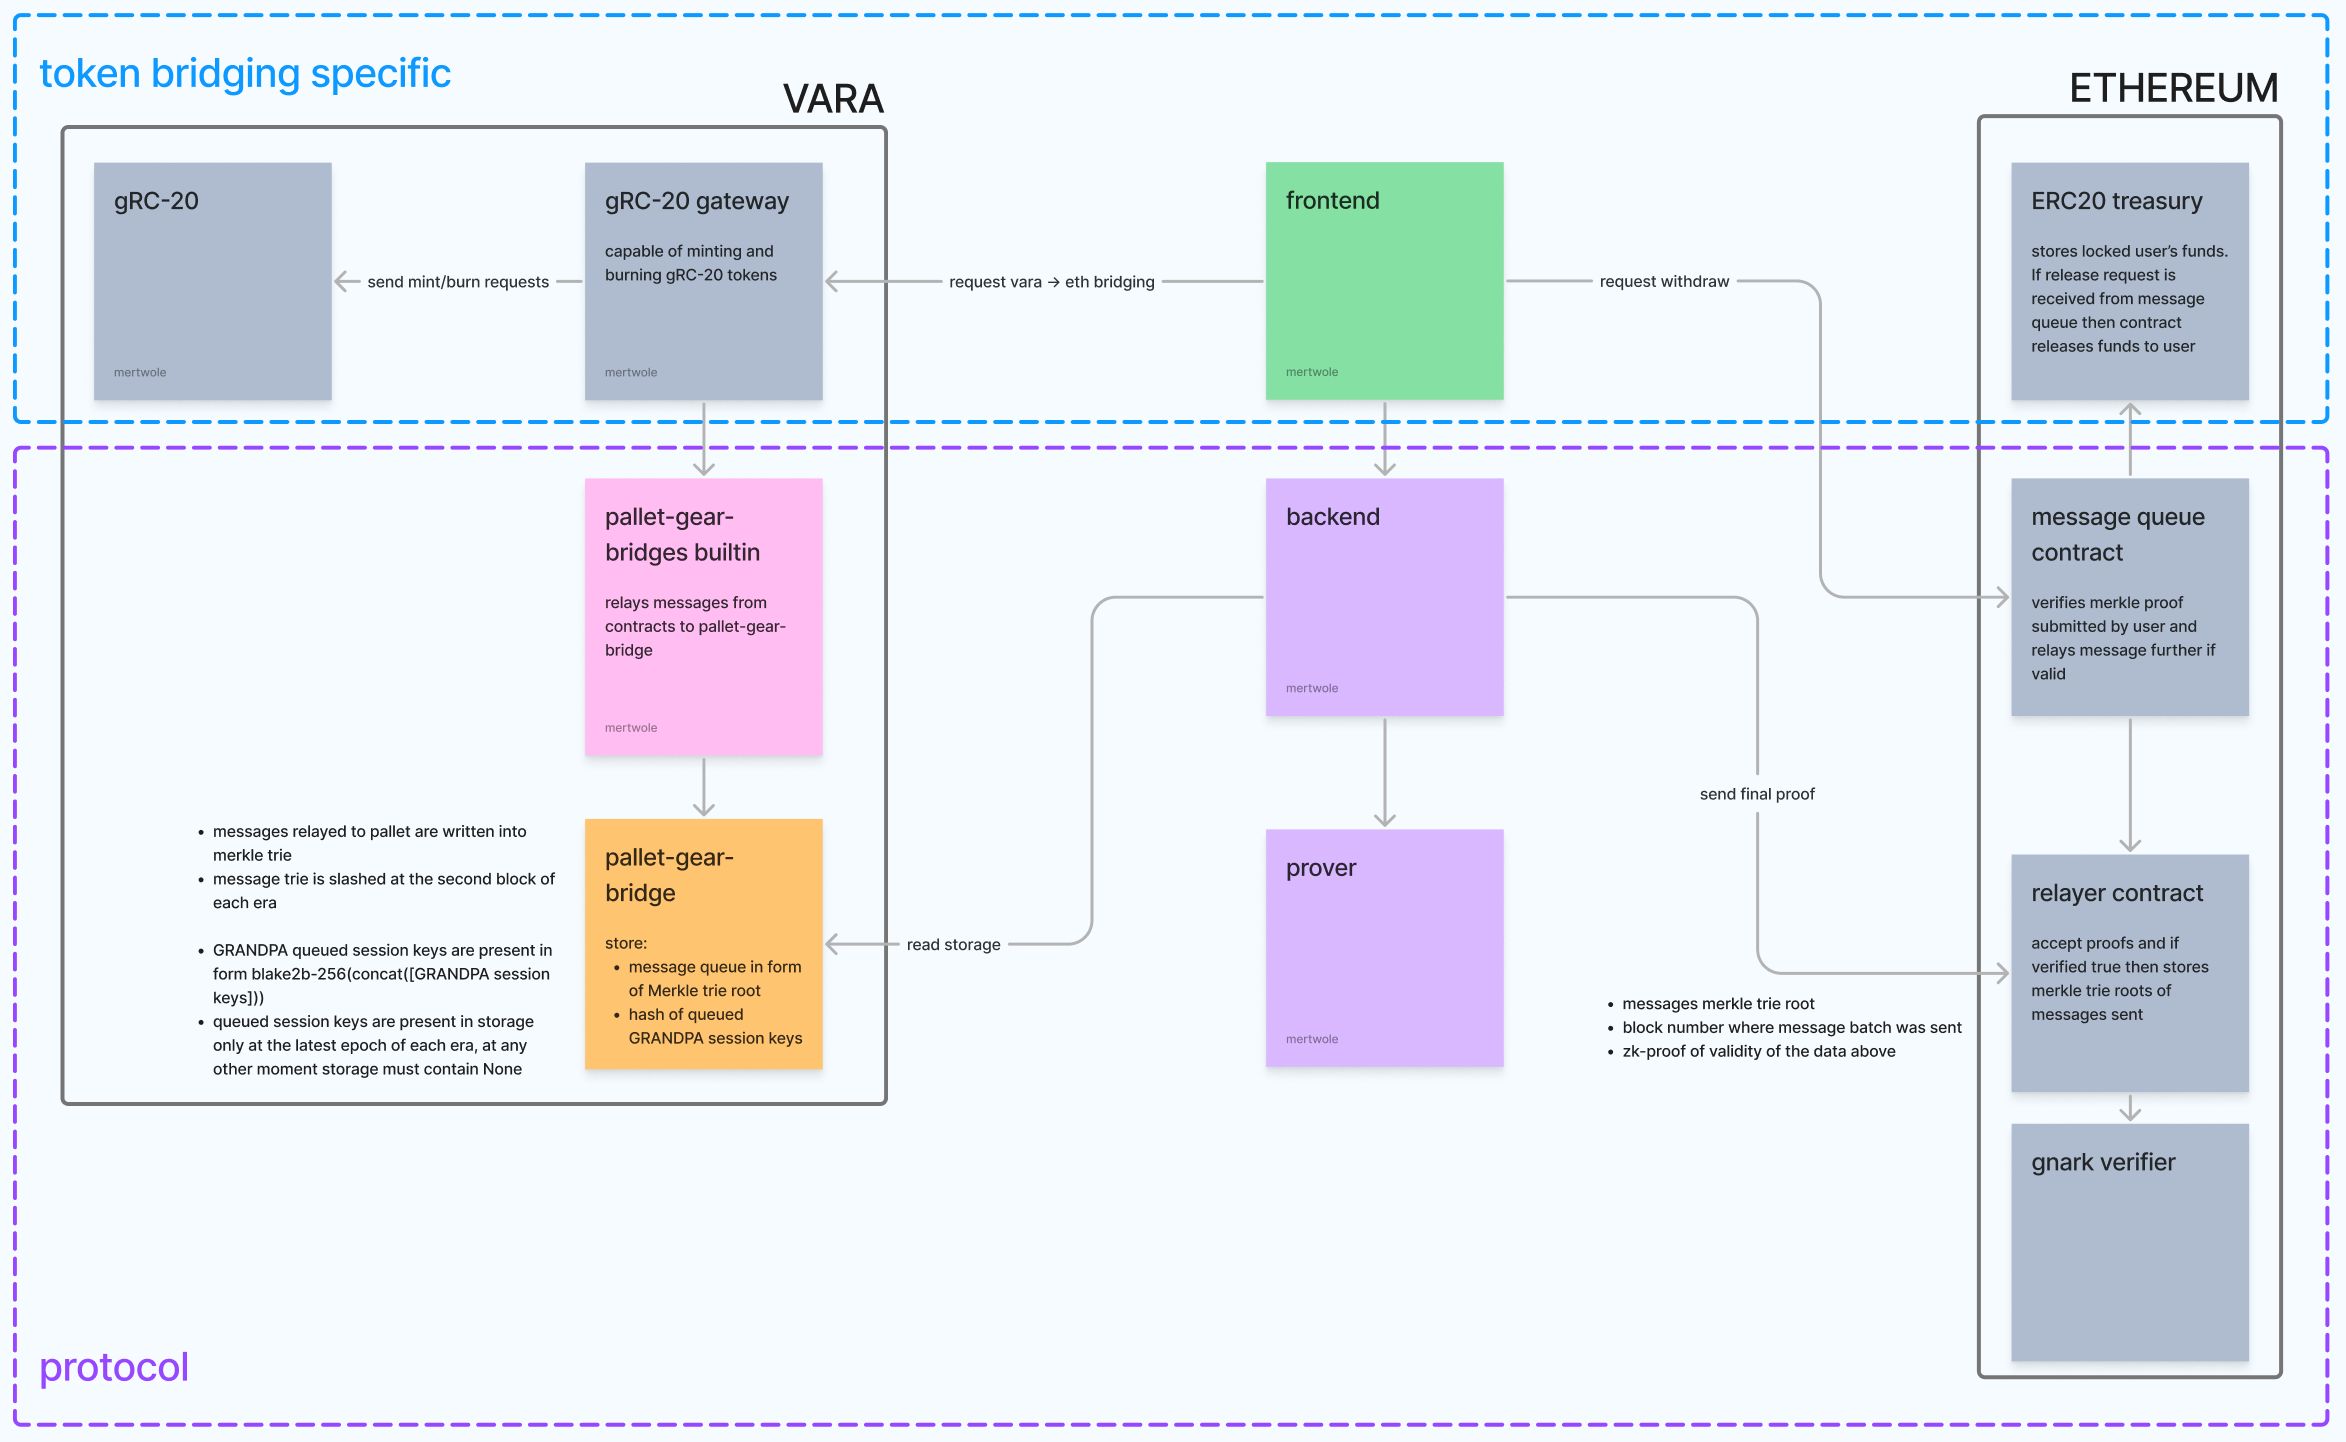 token bridging specific
VARA
ETHEREUM
gRC-20
mertwole
send mint/burn requests
gRC-20 gateway
capable of minting and
burning gRC-20 tokens
mertwole
request vara → eth bridging
frontend
mertwole
request withdraw
ERC20 treasury
stores locked user’s funds.
If release request is
received from message
queue then contract
releases funds to user
pallet-gear-
bridges builtin
relays messages from
contracts to pallet-gear-
bridge
mertwole
backend
mertwole
message queue
contract
verifies merkle proof
submitted by user and
relays message further if
valid
send final proof
• messages relayed to pallet are written into
merkle trie
• message trie is slashed at the second block of
each era
• GRANDPA queued session keys are present in
form blake2b-256(concat([GRANDPA session
keys]))
• queued session keys are present in storage
only at the latest epoch of each era, at any
other moment storage must contain None
pallet-gear-
bridge
store:
• message queue in form
of Merkle trie root
• hash of queued
GRANDPA session keys
read storage
prover
mertwole
• messages merkle trie root
• block number where message batch was sent
• zk-proof of validity of the data above
relayer contract
accept proofs and if
verified true then stores
merkle trie roots of
messages sent
gnark verifier
protocol